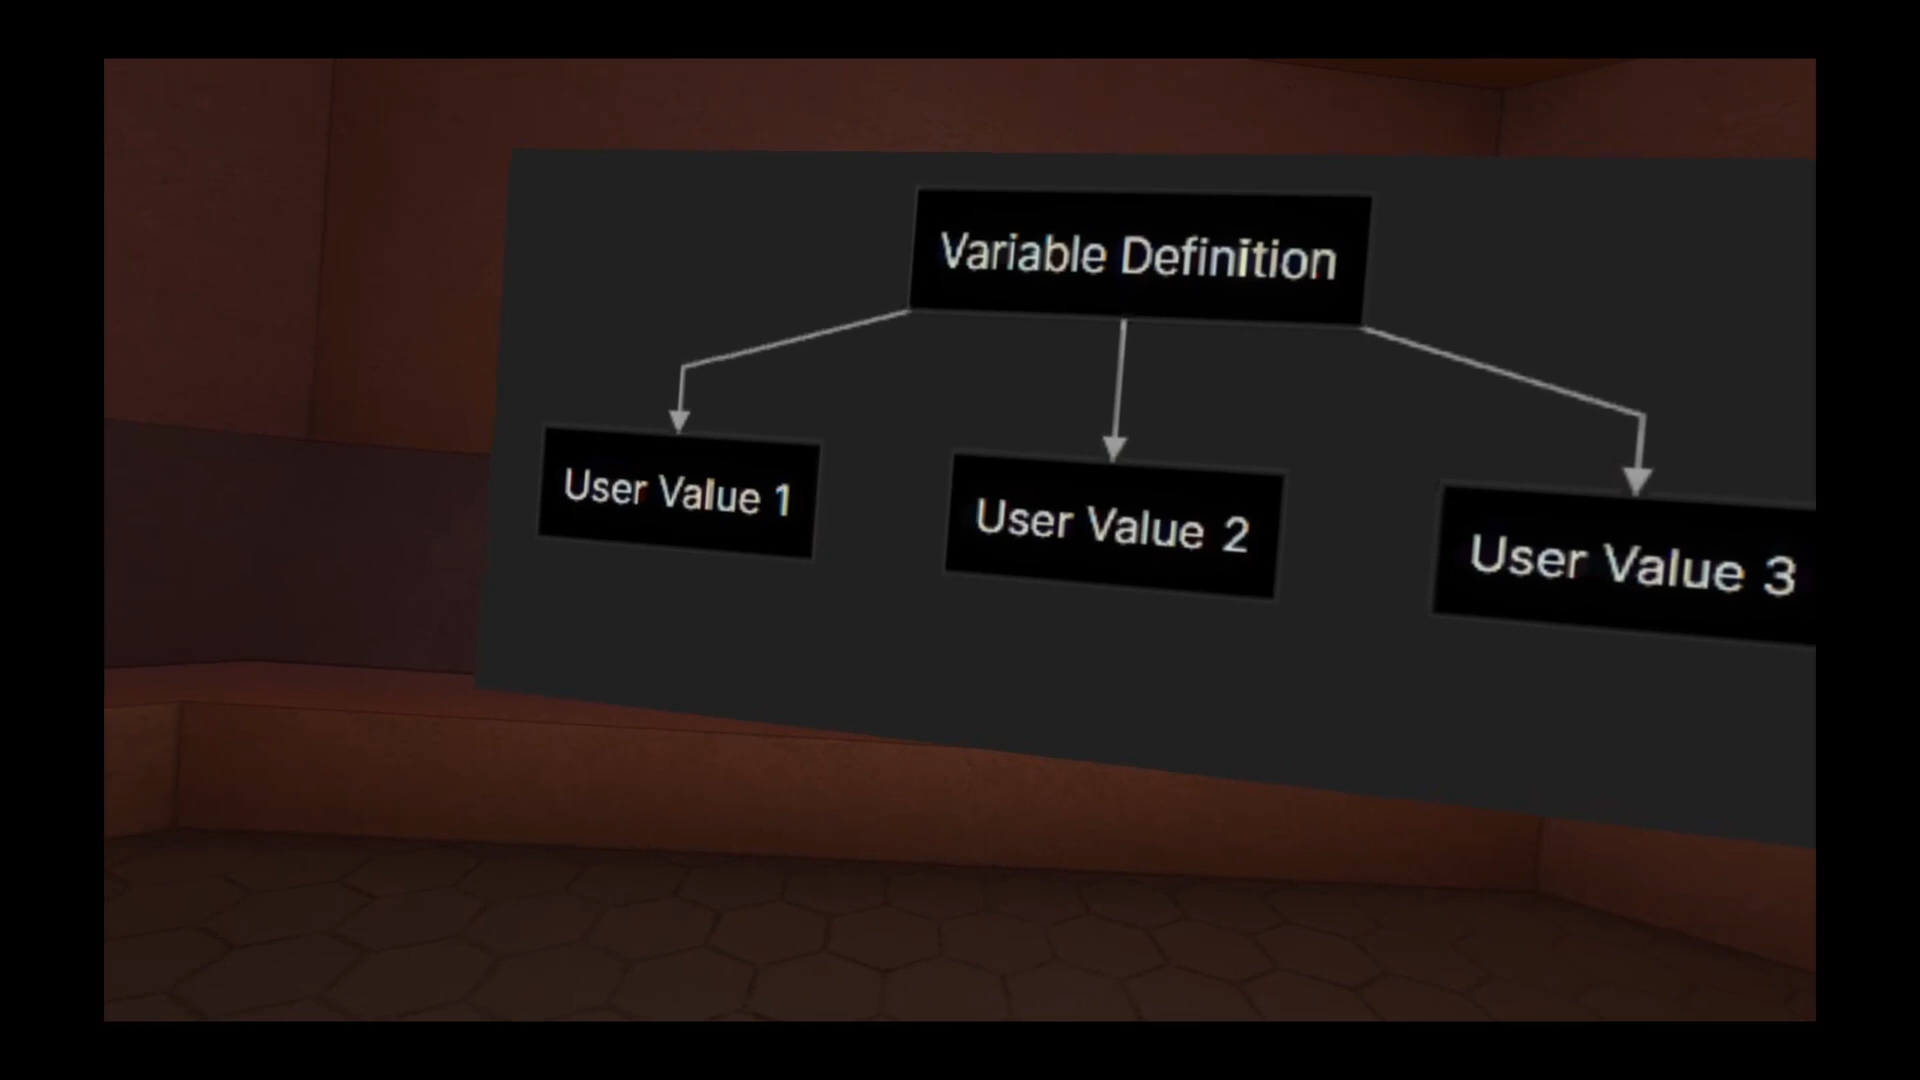 Variable Definition
User Value 1
User Value 2
User Value 3